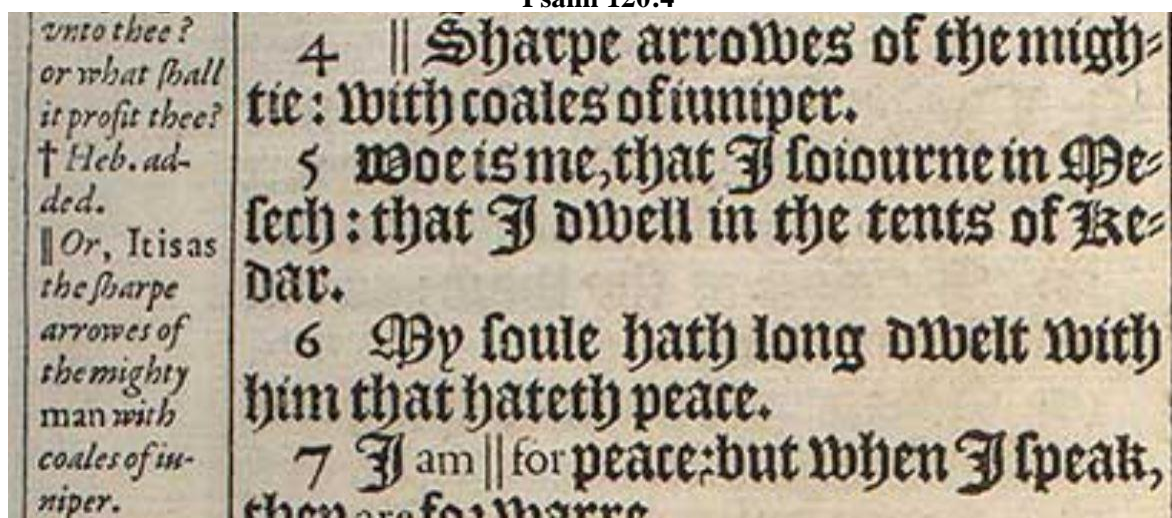 Psalm 120:4
vnto thee?
or what ſhall
it profit thee?
† Heb. ad-
ded.
‖ Or, It is as
the ſharpe
arrowes of
the mighty
man with
coales of iu-
niper.
4 ‖ Sharpe arrowes of the migh-
tie: with coales of iuniper.
5 Woe is me, that I ſoiourne in Me-
ſech: that I dwell in the tents of Ke-
dar.
6 My ſoule hath long dwelt with
him that hateth peace.
7 I am ‖ for peace: but when I ſpeak,
they are for warre.